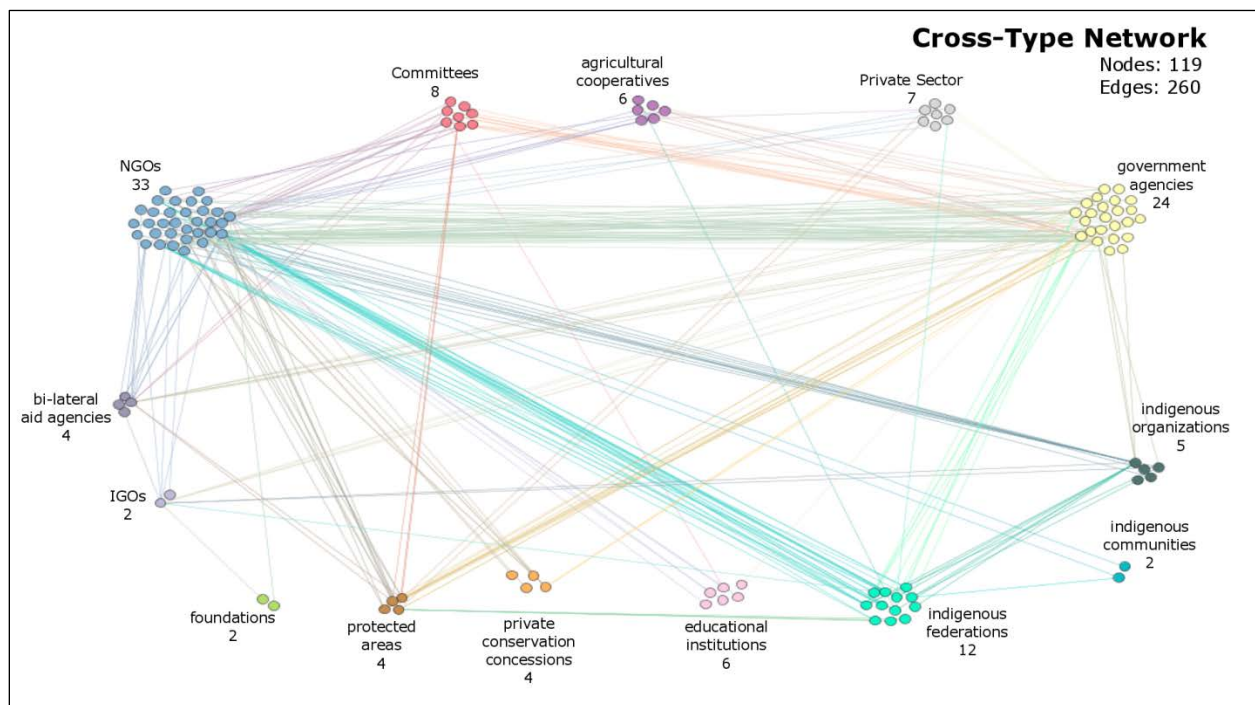 Cross-Type Network
Nodes: 119
Edges: 260
Committees
8
agricultural
cooperatives
6
Private Sector
7
NGOs
33
government
agencies
24
bi-lateral
aid agencies
4
indigenous
organizations
5
IGOs
2
indigenous
communities
2
foundations
2
protected
areas
4
private
conservation
concessions
4
educational
institutions
6
indigenous
federations
12